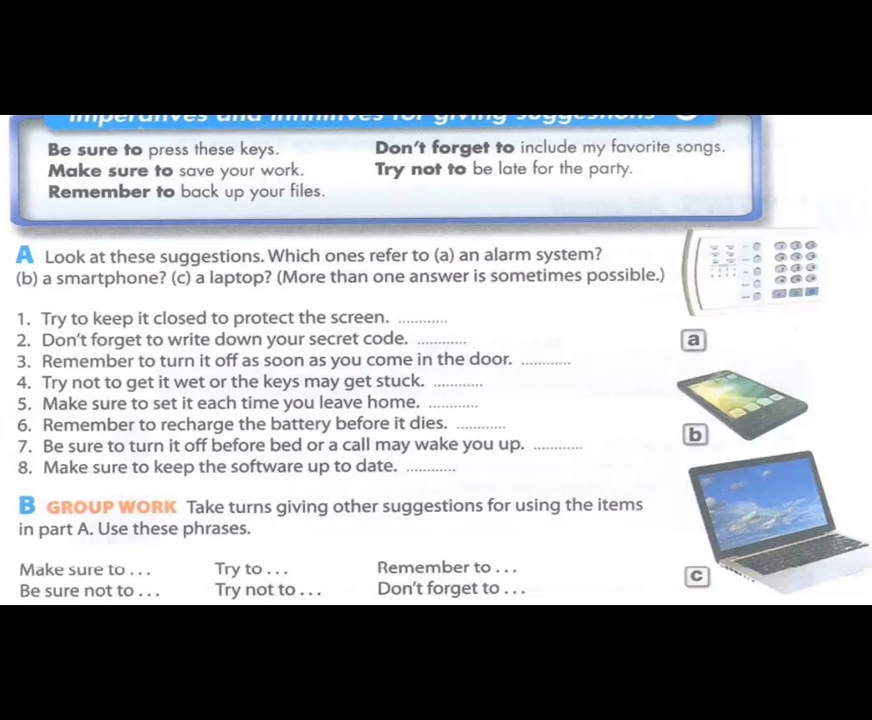 Imperatives and infinitives for giving suggestions
Be sure to press these keys. Don't forget to include my favorite songs.
Make sure to save your work. Try not to be late for the party.
Remember to back up your files.
A Look at these suggestions. Which ones refer to (a) an alarm system?
(b) a smartphone? (c) a laptop? (More than one answer is sometimes possible.)
1. Try to keep it closed to protect the screen. ............
2. Don't forget to write down your secret code. ............
3. Remember to turn it off as soon as you come in the door. ............
4. Try not to get it wet or the keys may get stuck. ............
5. Make sure to set it each time you leave home. ............
6. Remember to recharge the battery before it dies. ............
7. Be sure to turn it off before bed or a call may wake you up. ............
8. Make sure to keep the software up to date. ............
a
b
c
B GROUP WORK Take turns giving other suggestions for using the items
in part A. Use these phrases.
Make sure to . . . Try to . . . Remember to . . .
Be sure not to . . . Try not to . . . Don't forget to . . .